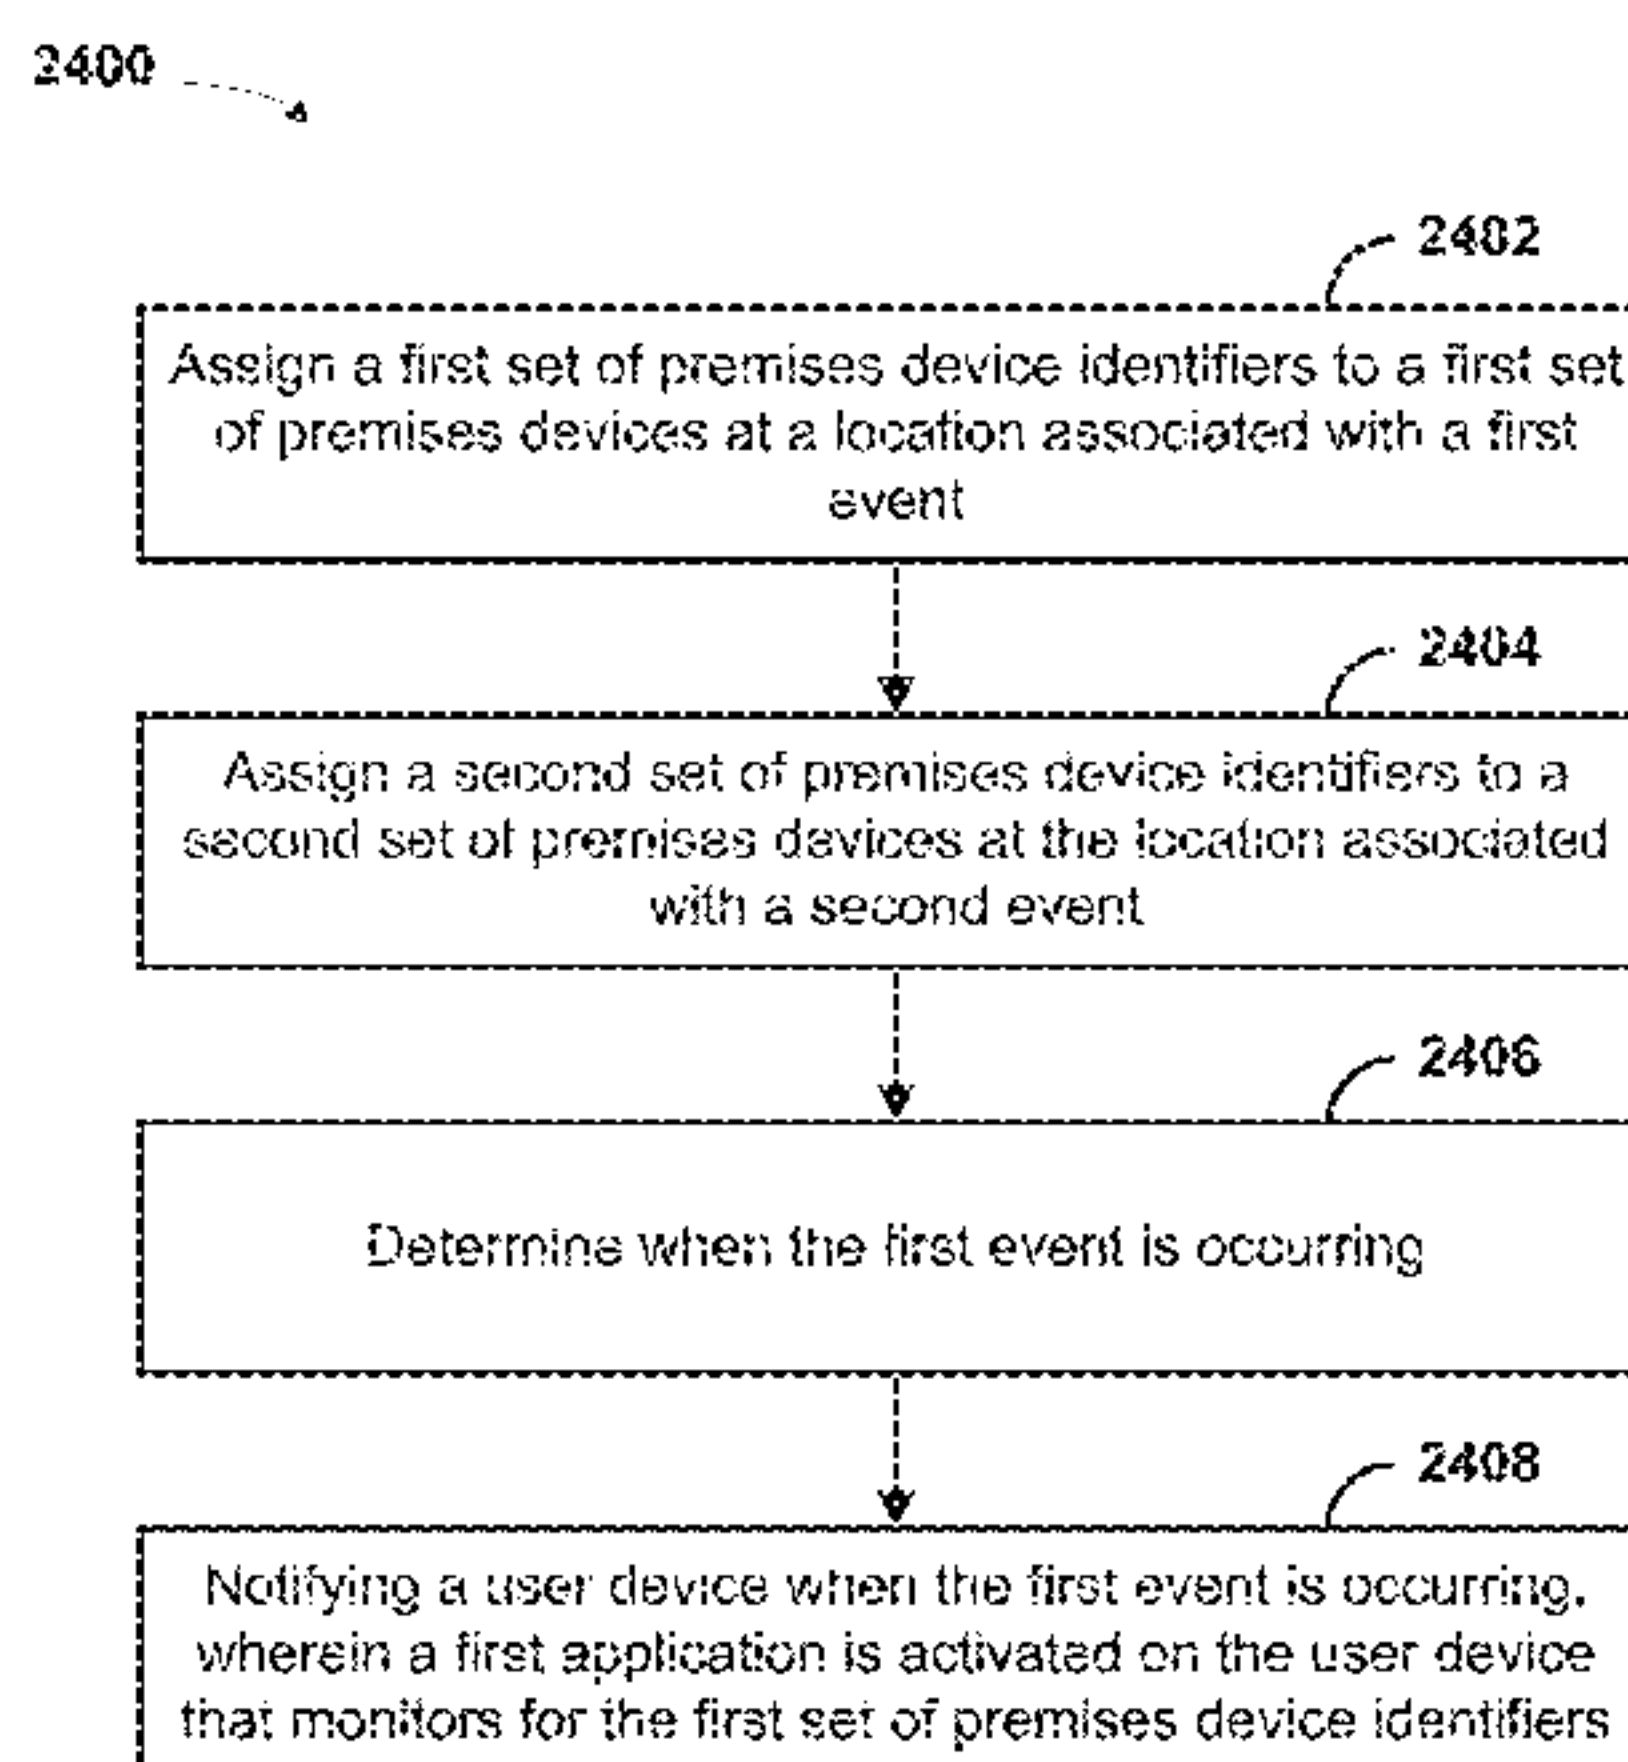 2400
2402
Assign a first set of premises device identifiers to a first set
of premises devices at a location associated with a first
event
2404
Assign a second set of premises device identifiers to a
second set of premises devices at the location associated
with a second event
2406
Determine when the first event is occurring
2408
Notifying a user device when the first event is occurring,
wherein a first application is activated on the user device
that monitors for the first set of premises device identifiers